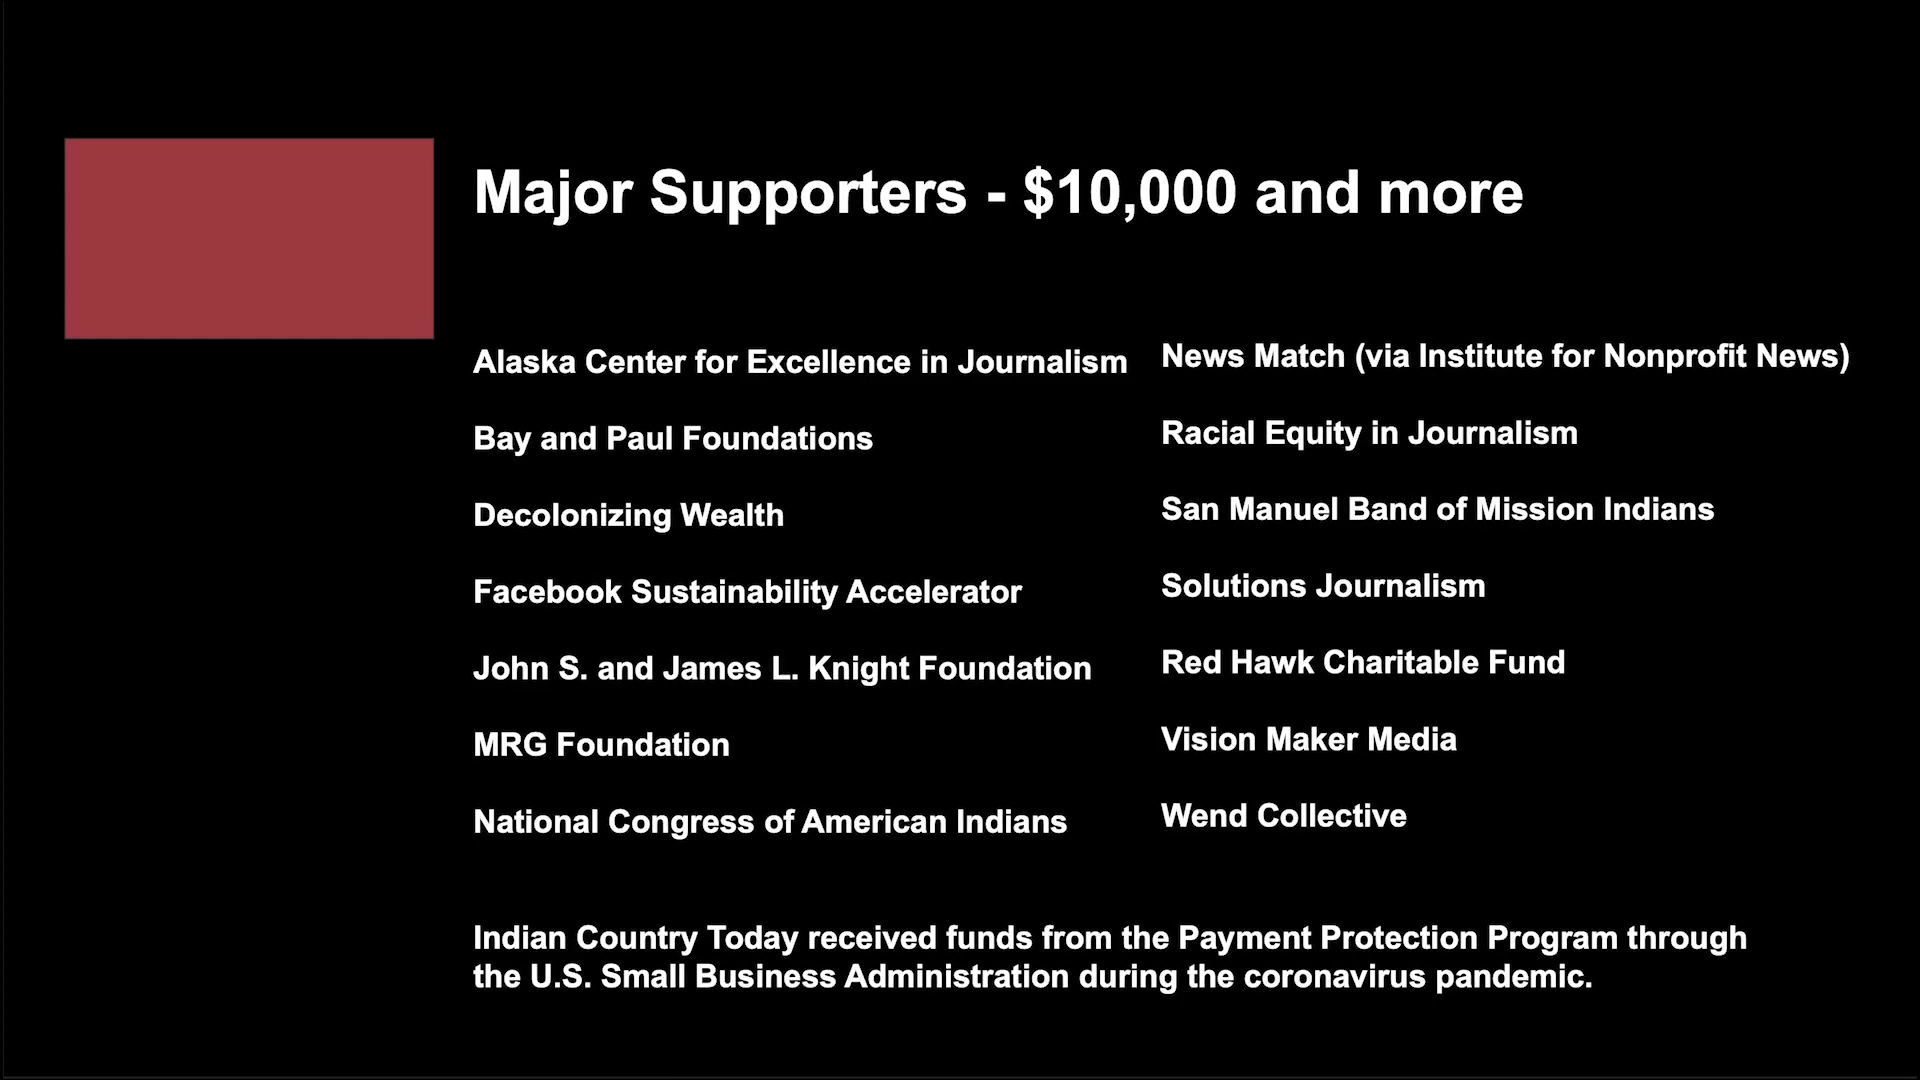 Major Supporters - $10,000 and more
Alaska Center for Excellence in Journalism
Bay and Paul Foundations
Decolonizing Wealth
Facebook Sustainability Accelerator
John S. and James L. Knight Foundation
MRG Foundation
National Congress of American Indians
News Match (via Institute for Nonprofit News)
Racial Equity in Journalism
San Manuel Band of Mission Indians
Solutions Journalism
Red Hawk Charitable Fund
Vision Maker Media
Wend Collective
Indian Country Today received funds from the Payment Protection Program through
the U.S. Small Business Administration during the coronavirus pandemic.